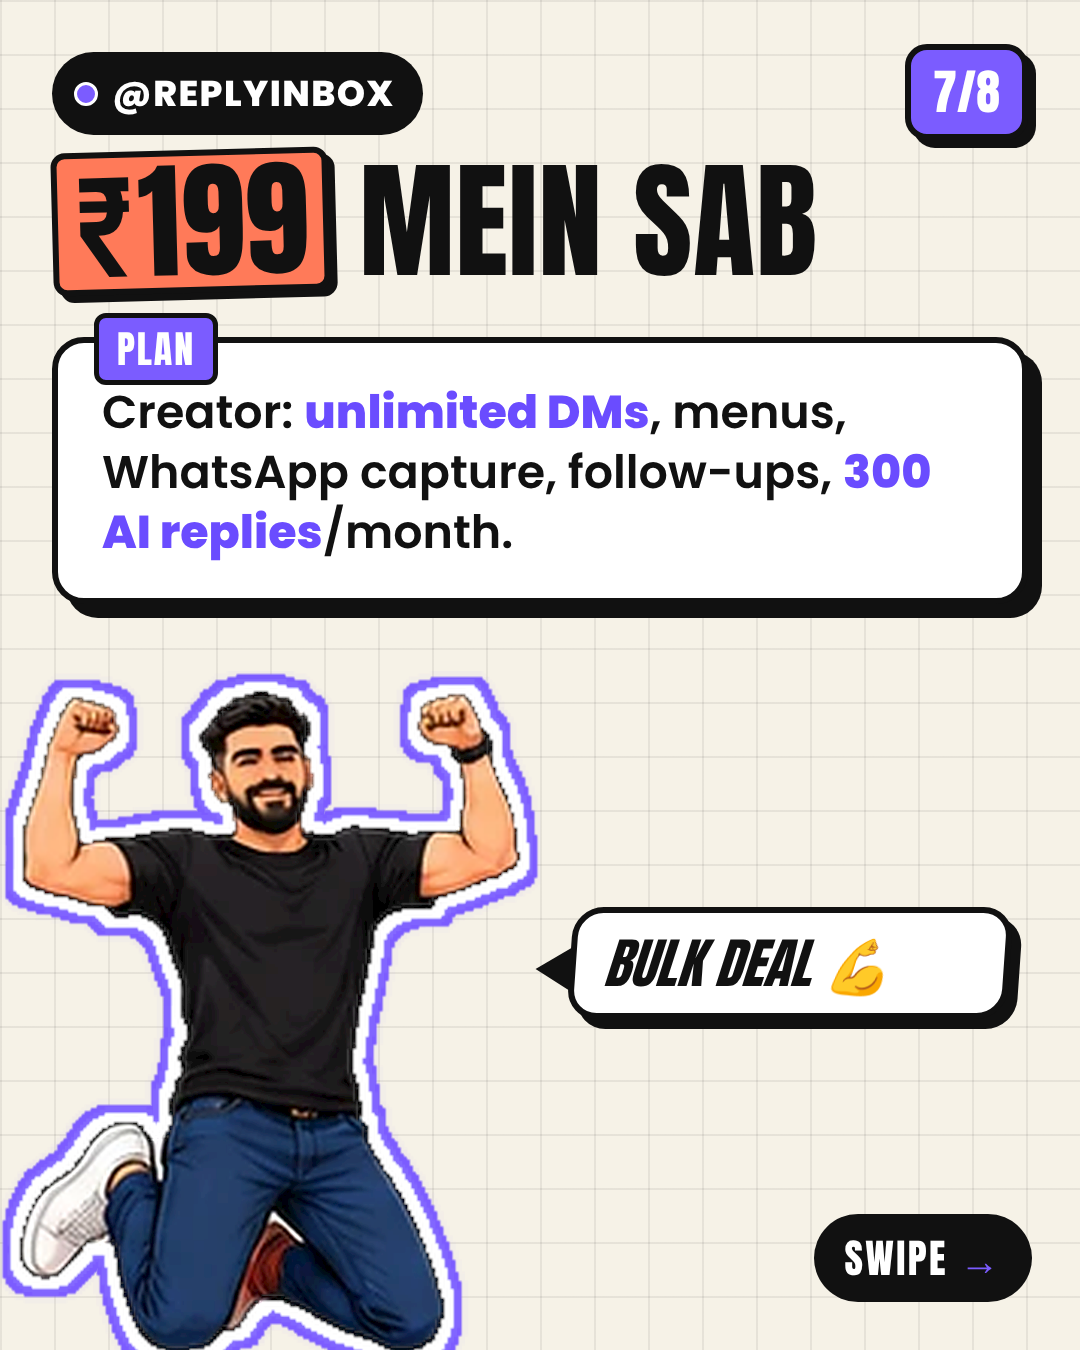 @REPLYINBOX
7/8
₹199 MEIN SAB
PLAN
Creator: unlimited DMs, menus,
WhatsApp capture, follow-ups, 300
AI replies/month.
BULK DEAL 💪
SWIPE →